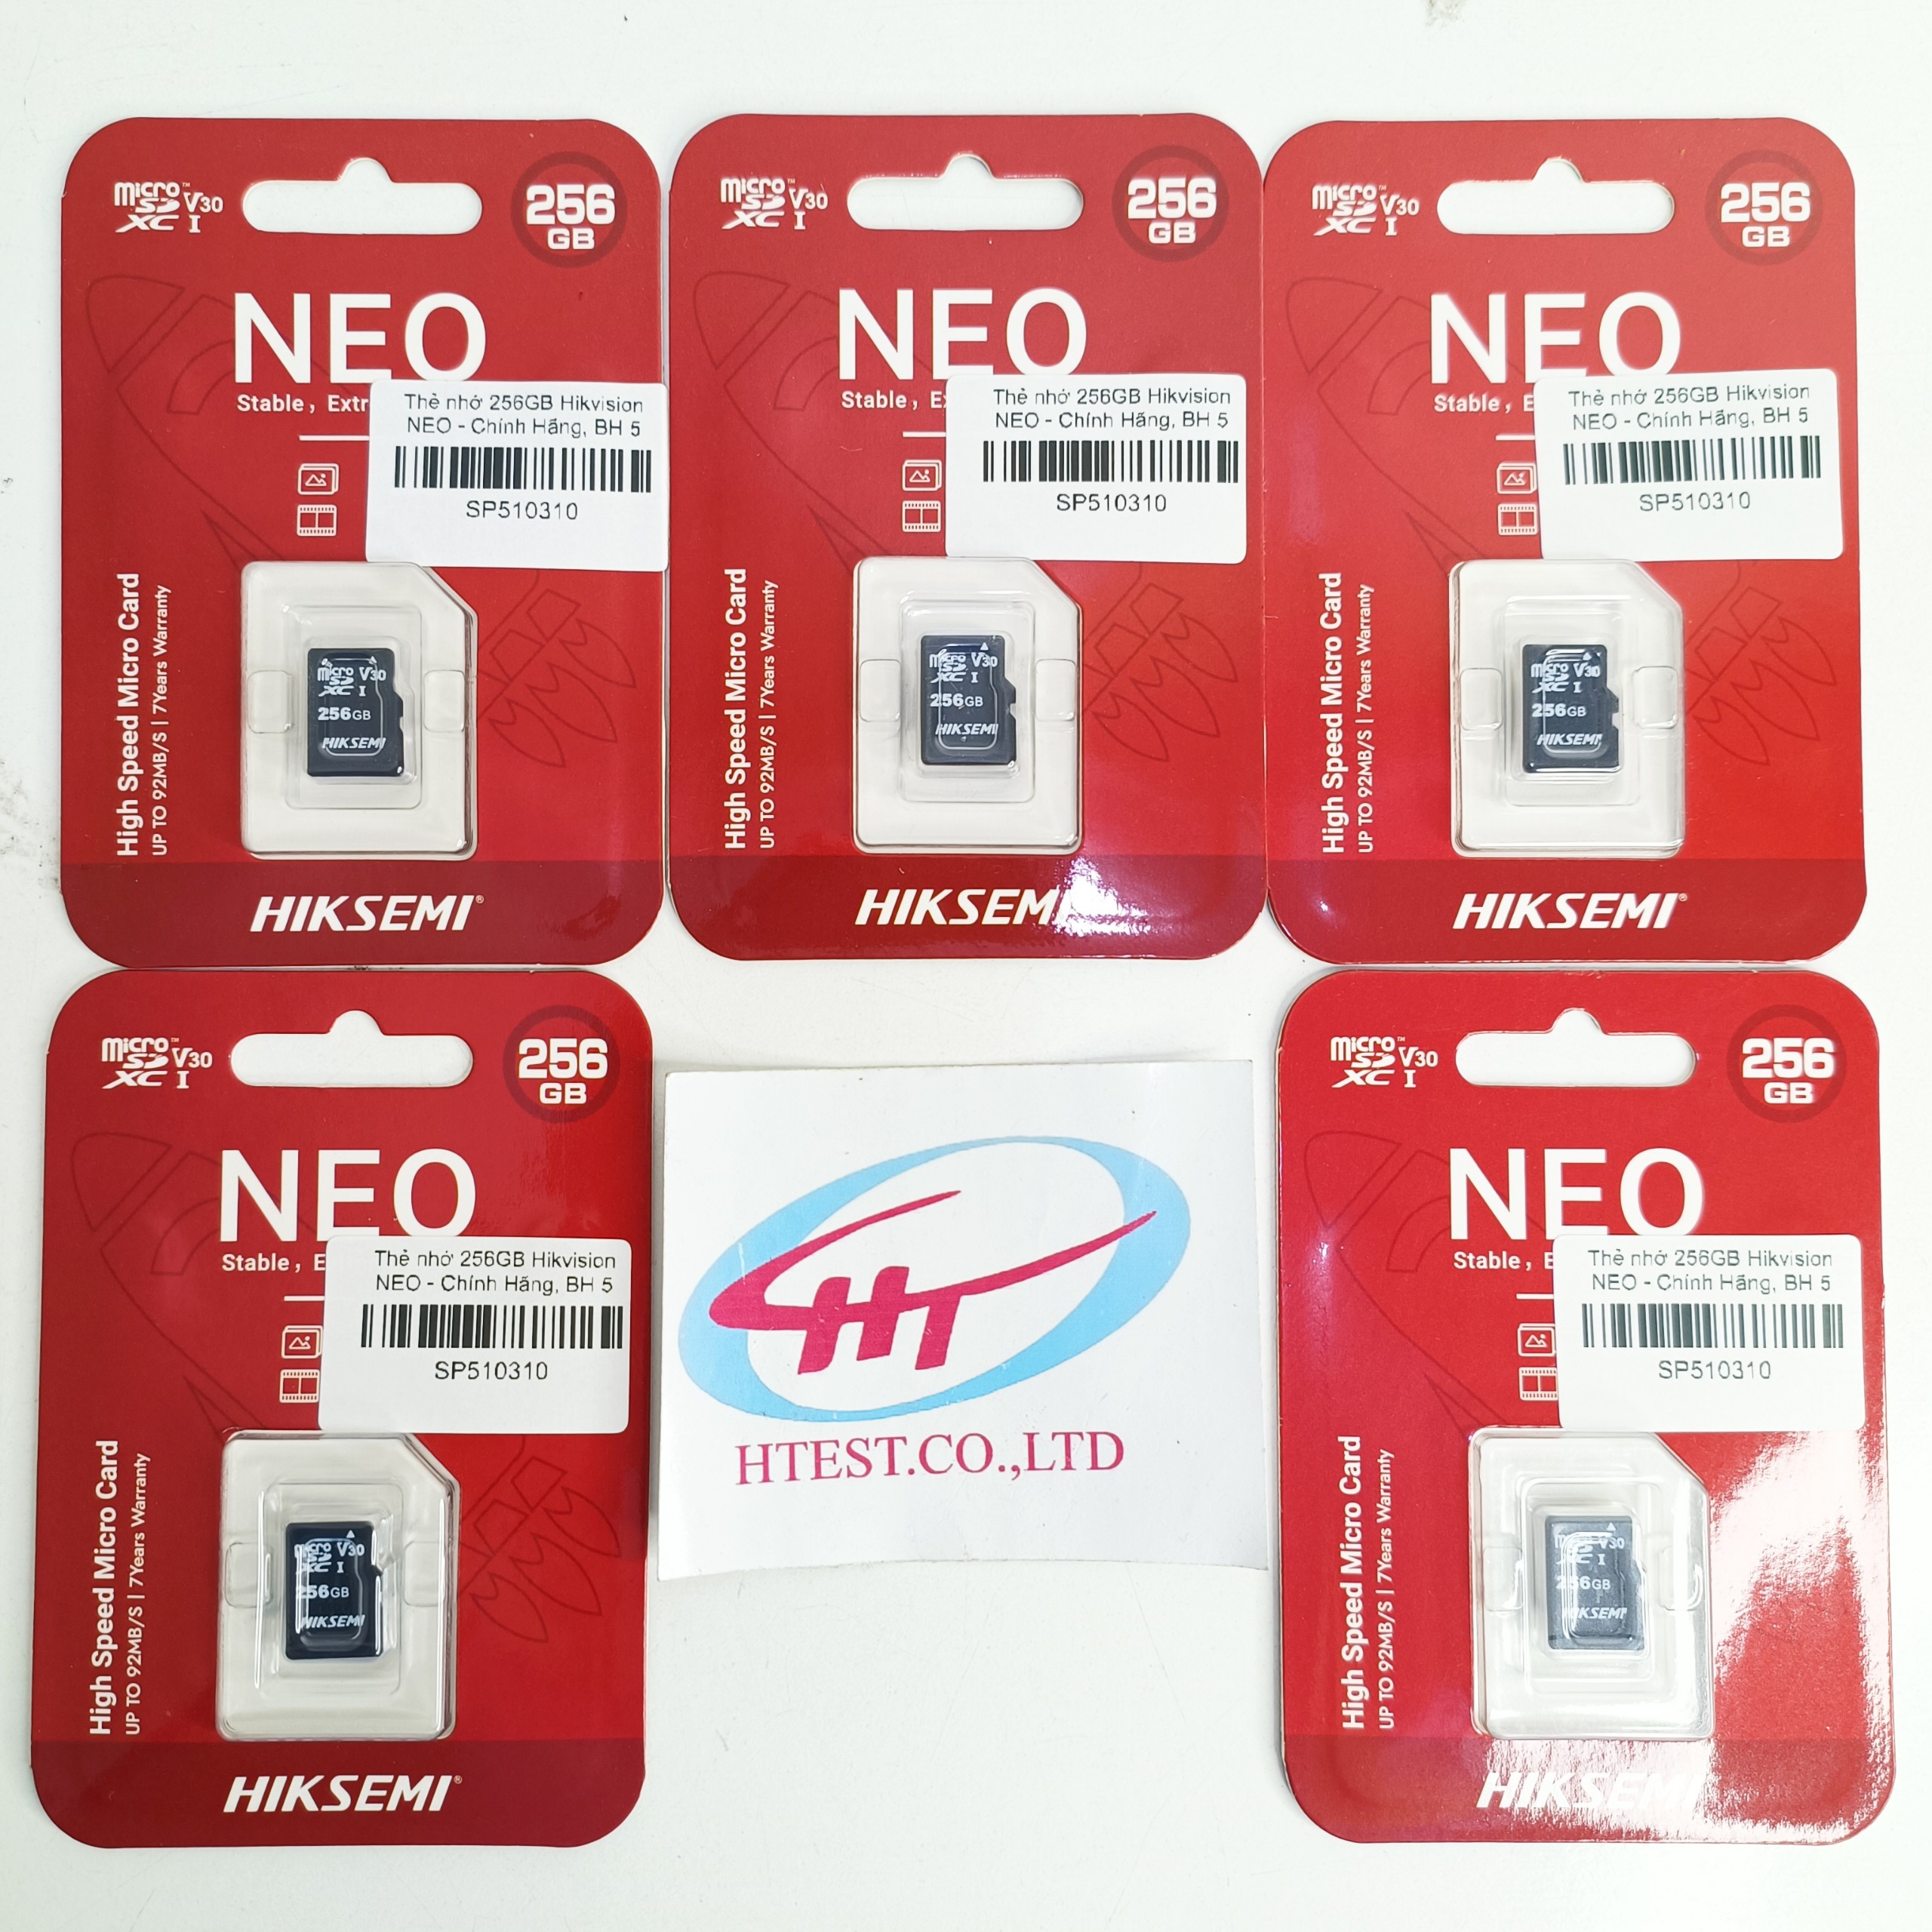 micro SD XC I V30
256 GB
NEO
Stable, Extr
Thẻ nhớ 256GB Hikvision
NEO - Chính Hãng, BH 5
SP510310
High Speed Micro Card
UP TO 92MB/S | 7Years Warranty
micro SD XC I V30
256GB
HIKSEMI
HIKSEMI®
micro SD XC I V30
256 GB
NEO
Stable, E
Thẻ nhớ 256GB Hikvision
NEO - Chính Hãng, BH 5
SP510310
High Speed Micro Card
UP TO 92MB/S | 7Years Warranty
micro SD XC I V30
256GB
HIKSEMI
HIKSEMI
micro SD XC I V30
256 GB
NEO
Stable, E
Thẻ nhớ 256GB Hikvision
NEO - Chính Hãng, BH 5
SP510310
High Speed Micro Card
UP TO 92MB/S | 7Years Warranty
micro SD XC I V30
256GB
HIKSEMI
HIKSEMI®
micro SD XC I V30
256 GB
NEO
Stable, E
Thẻ nhớ 256GB Hikvision
NEO - Chính Hãng, BH 5
SP510310
High Speed Micro Card
UP TO 92MB/S | 7Years Warranty
micro SD XC I V30
256GB
HIKSEMI
HIKSEMI®
HT
HTEST.CO.,LTD
micro SD XC I V30
256 GB
NEO
Stable, E
Thẻ nhớ 256GB Hikvision
NEO - Chính Hãng, BH 5
SP510310
High Speed Micro Card
UP TO 92MB/S | 7Years Warranty
micro SD XC I V30
256GB
HIKSEMI
HIKSEMI